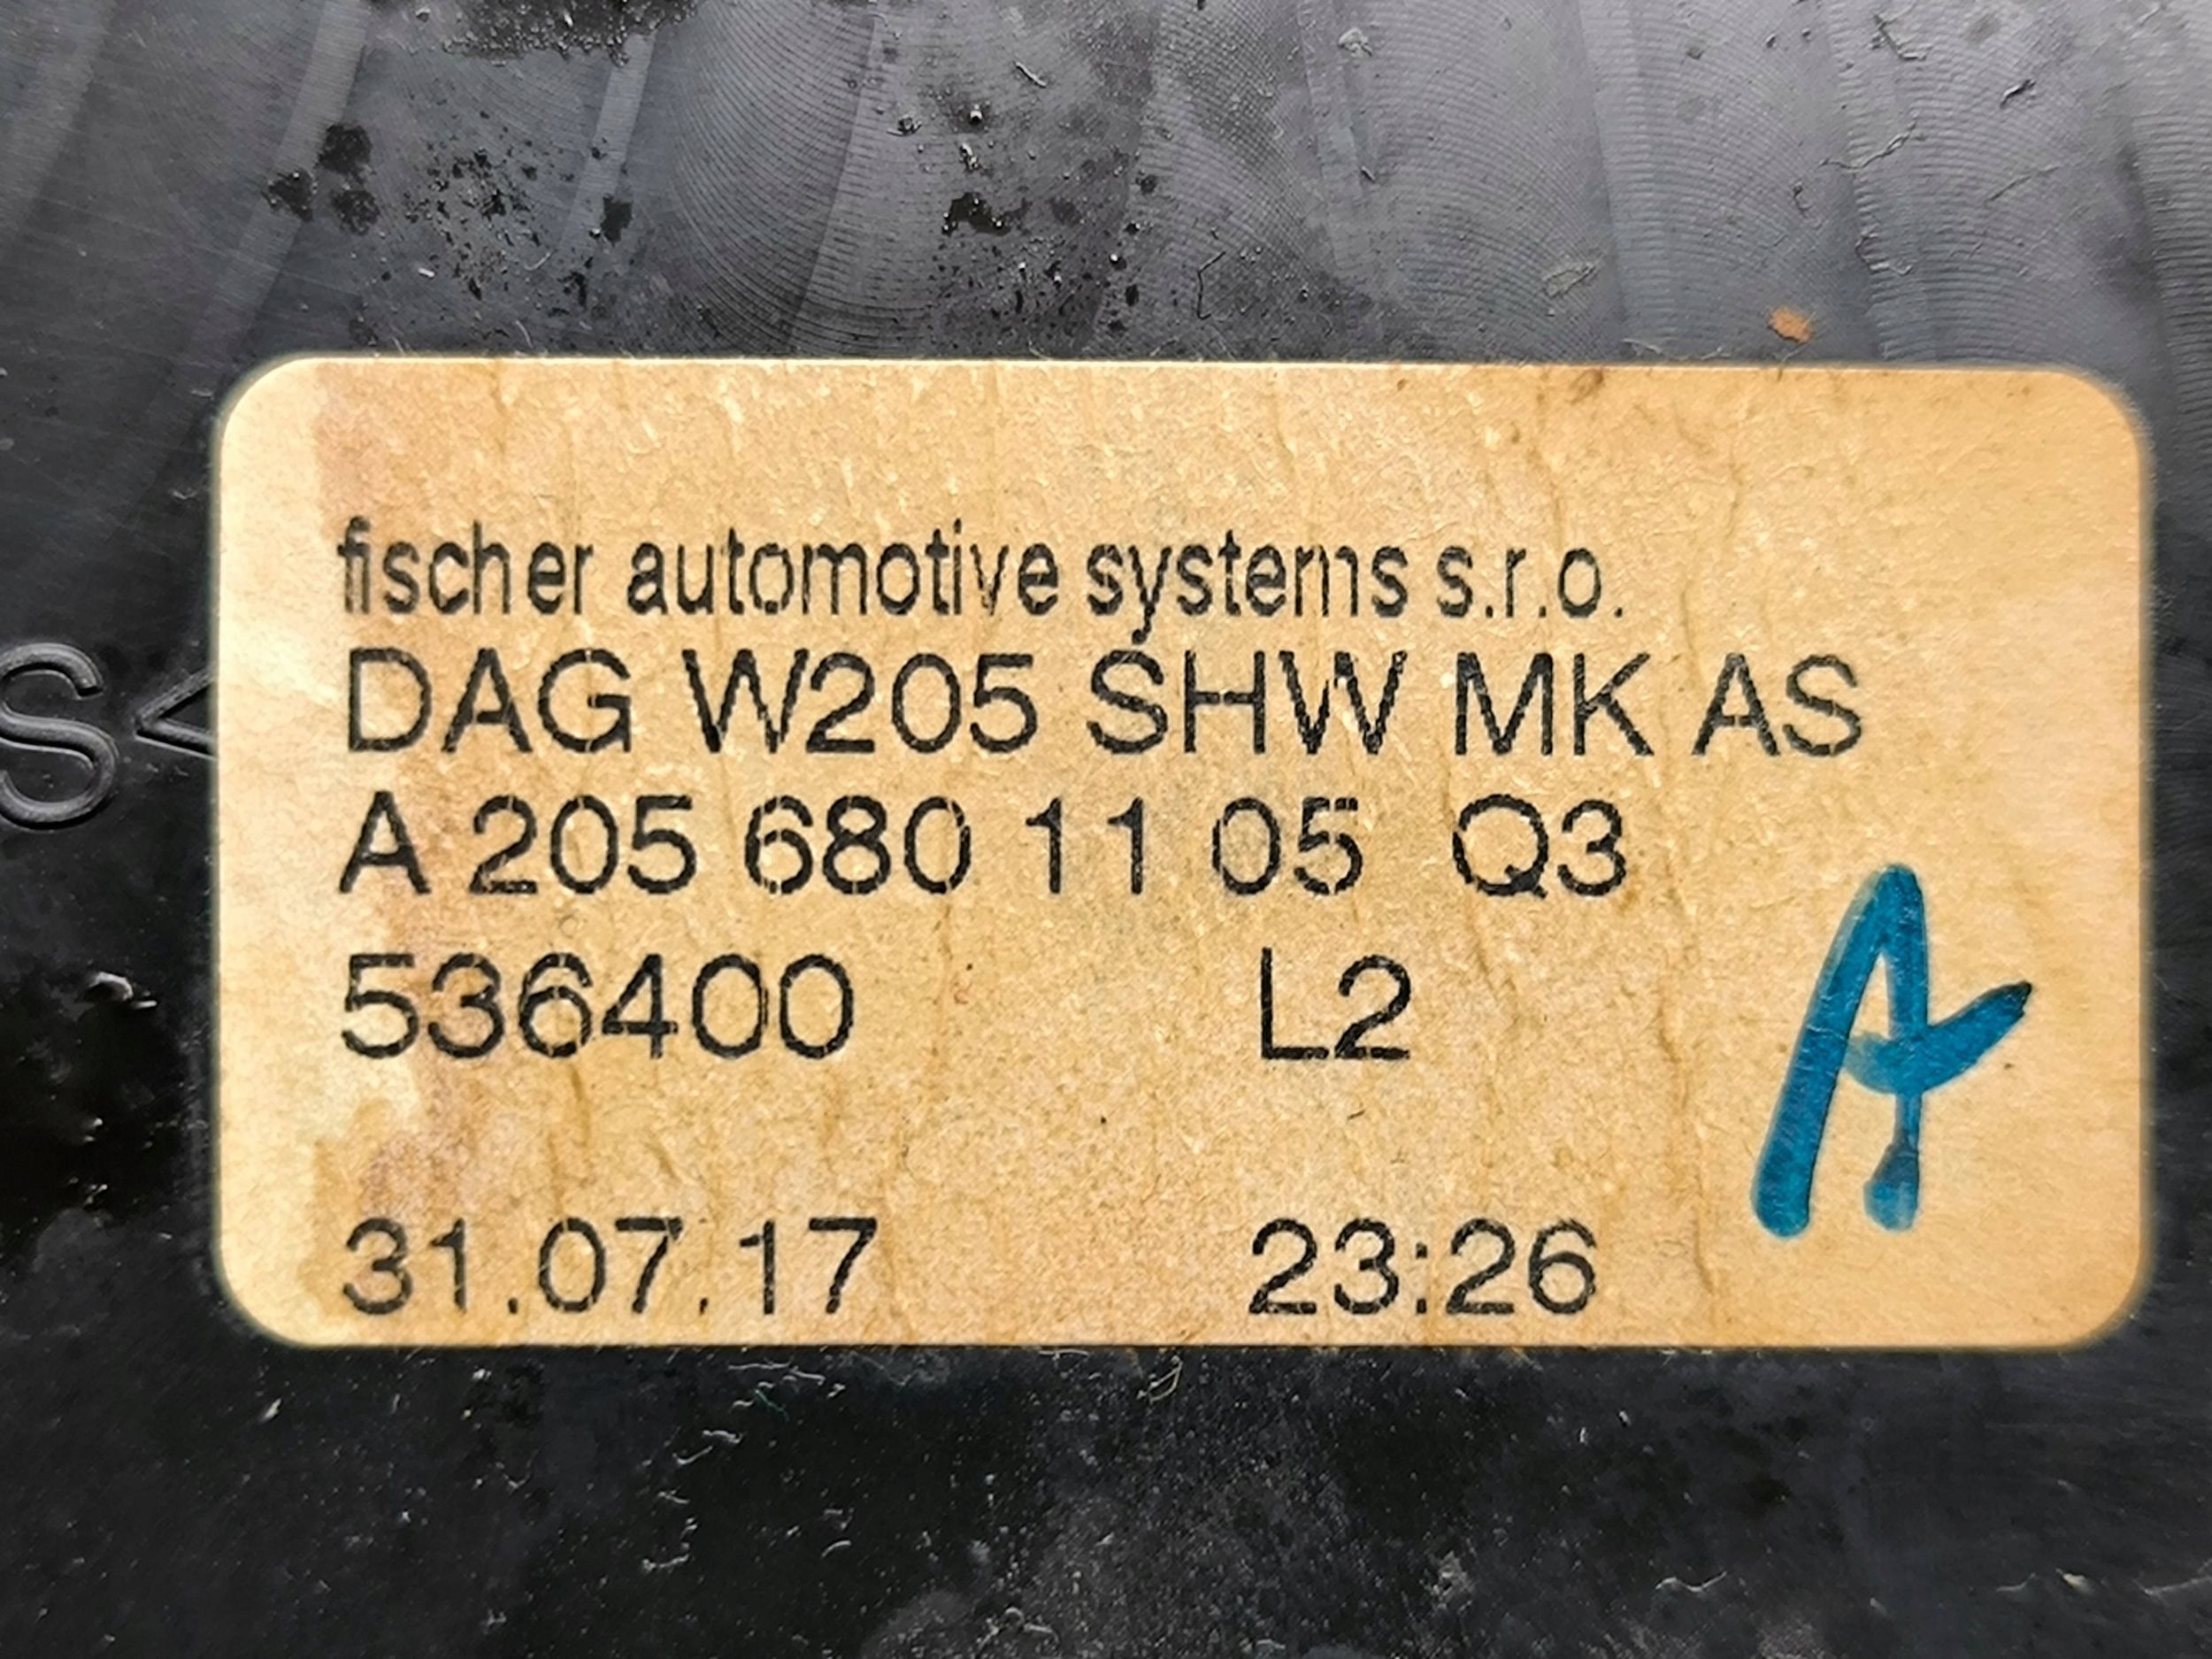 fischer automotive systems s.r.o.
DAG W205 SHW MK AS
A 205 680 11 05 Q3
536400 L2
A
31.07.17 23:26
S<